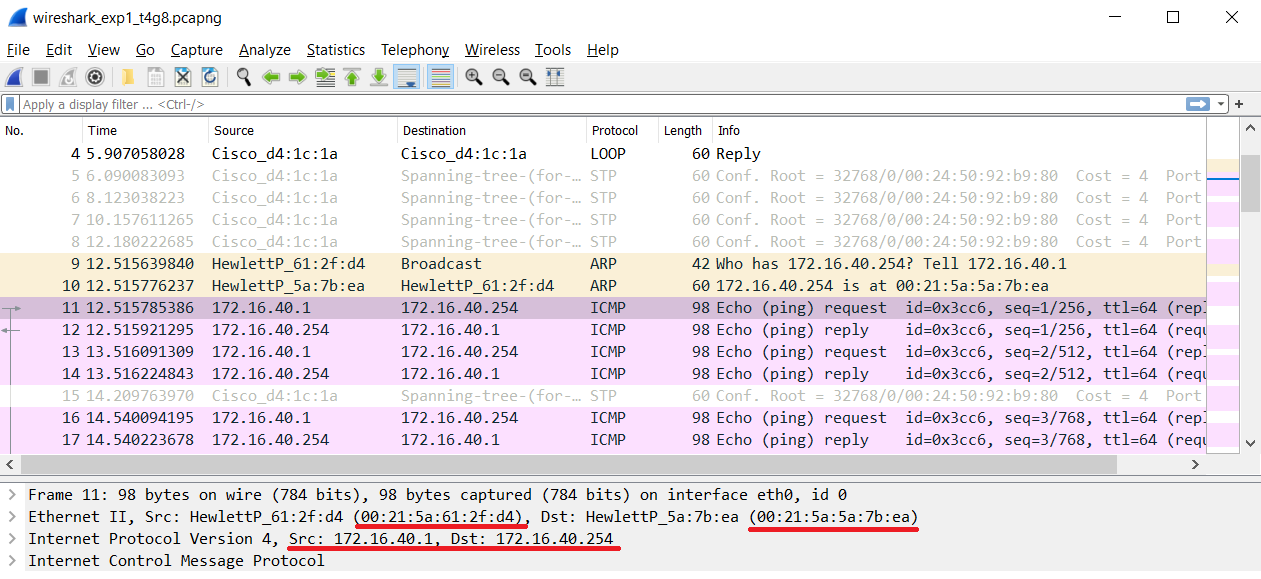 wireshark_exp1_t4g8.pcapng
File Edit View Go Capture Analyze Statistics Telephony Wireless Tools Help
Apply a display filter ... <Ctrl-/>
No. Time Source Destination Protocol Length Info
4 5.907058028 Cisco_d4:1c:1a Cisco_d4:1c:1a LOOP 60 Reply
5 6.090083093 Cisco_d4:1c:1a Spanning-tree-(for-… STP 60 Conf. Root = 32768/0/00:24:50:92:b9:80 Cost = 4 Port
6 8.123038223 Cisco_d4:1c:1a Spanning-tree-(for-… STP 60 Conf. Root = 32768/0/00:24:50:92:b9:80 Cost = 4 Port
7 10.157611265 Cisco_d4:1c:1a Spanning-tree-(for-… STP 60 Conf. Root = 32768/0/00:24:50:92:b9:80 Cost = 4 Port
8 12.180222685 Cisco_d4:1c:1a Spanning-tree-(for-… STP 60 Conf. Root = 32768/0/00:24:50:92:b9:80 Cost = 4 Port
9 12.515639840 HewlettP_61:2f:d4 Broadcast ARP 42 Who has 172.16.40.254? Tell 172.16.40.1
10 12.515776237 HewlettP_5a:7b:ea HewlettP_61:2f:d4 ARP 60 172.16.40.254 is at 00:21:5a:5a:7b:ea
11 12.515785386 172.16.40.1 172.16.40.254 ICMP 98 Echo (ping) request id=0x3cc6, seq=1/256, ttl=64 (repl
12 12.515921295 172.16.40.254 172.16.40.1 ICMP 98 Echo (ping) reply id=0x3cc6, seq=1/256, ttl=64 (requ
13 13.516091309 172.16.40.1 172.16.40.254 ICMP 98 Echo (ping) request id=0x3cc6, seq=2/512, ttl=64 (repl
14 13.516224843 172.16.40.254 172.16.40.1 ICMP 98 Echo (ping) reply id=0x3cc6, seq=2/512, ttl=64 (requ
15 14.209763970 Cisco_d4:1c:1a Spanning-tree-(for-… STP 60 Conf. Root = 32768/0/00:24:50:92:b9:80 Cost = 4 Port
16 14.540094195 172.16.40.1 172.16.40.254 ICMP 98 Echo (ping) request id=0x3cc6, seq=3/768, ttl=64 (repl
17 14.540223678 172.16.40.254 172.16.40.1 ICMP 98 Echo (ping) reply id=0x3cc6, seq=3/768, ttl=64 (requ
Frame 11: 98 bytes on wire (784 bits), 98 bytes captured (784 bits) on interface eth0, id 0
Ethernet II, Src: HewlettP_61:2f:d4 (00:21:5a:61:2f:d4), Dst: HewlettP_5a:7b:ea (00:21:5a:5a:7b:ea)
Internet Protocol Version 4, Src: 172.16.40.1, Dst: 172.16.40.254
Internet Control Message Protocol